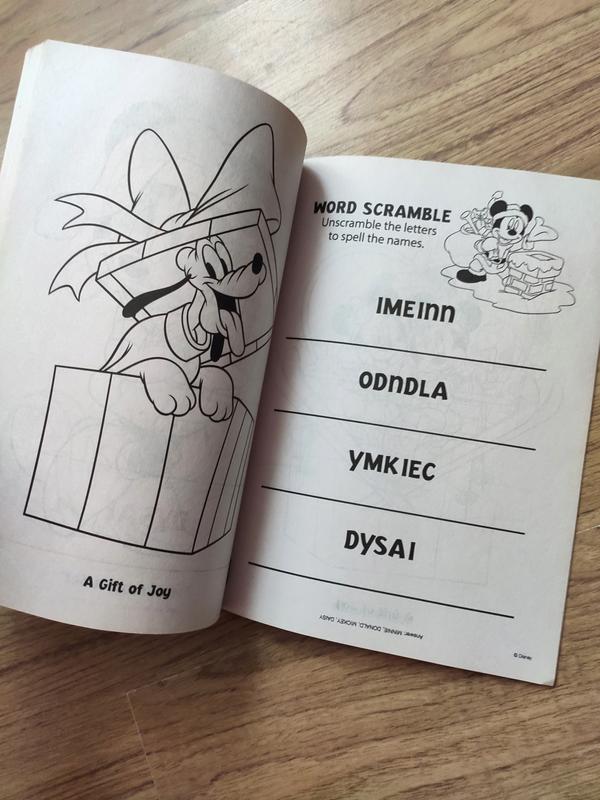 A Gift of Joy
WORD SCRAMBLE
Unscramble the letters
to spell the names.
IMEINN
ODNDLA
YMKIEC
DYSAI
Answer: MINNIE, DONALD, MICKEY, DAISY
© Disney